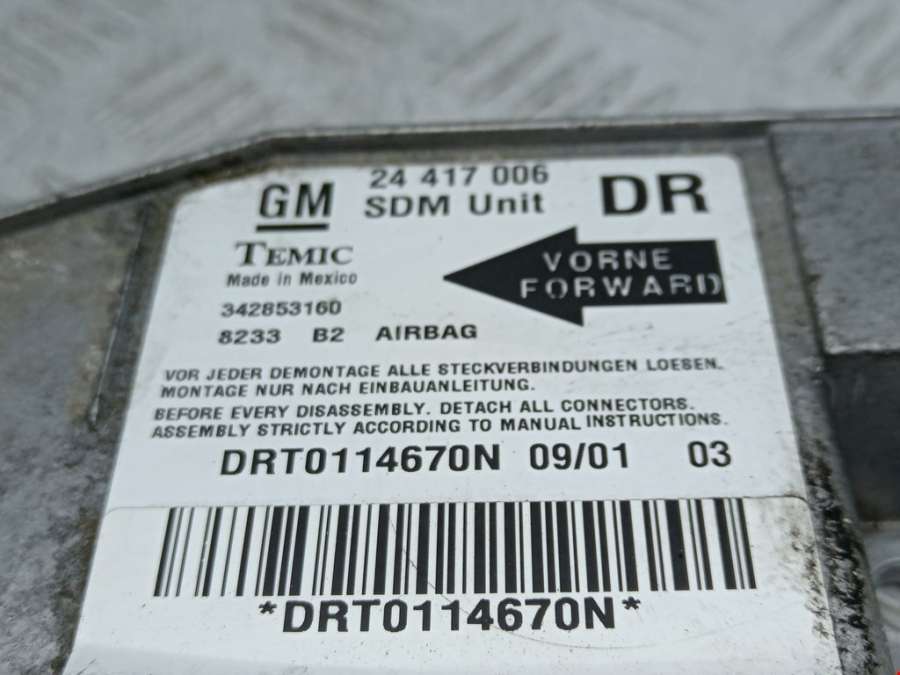 24 417 006
GM SDM Unit DR
TEMIC
Made in Mexico
VORNE
FORWARD
342853160
8233 B2 AIRBAG
VOR JEDER DEMONTAGE ALLE STECKVERBINDUNGEN LOESEN.
MONTAGE NUR NACH EINBAUANLEITUNG.
BEFORE EVERY DISASSEMBLY. DETACH ALL CONNECTORS.
ASSEMBLY STRICTLY ACCORDING TO MANUAL INSTRUCTIONS.
DRT0114670N 09/01 03
*DRT0114670N*